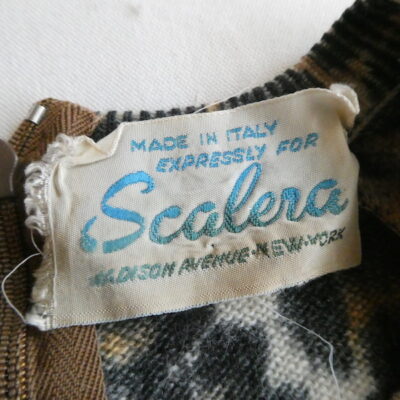 MADE IN ITALY
EXPRESSLY FOR
Scalera
MADISON AVENUE·NEW·YORK